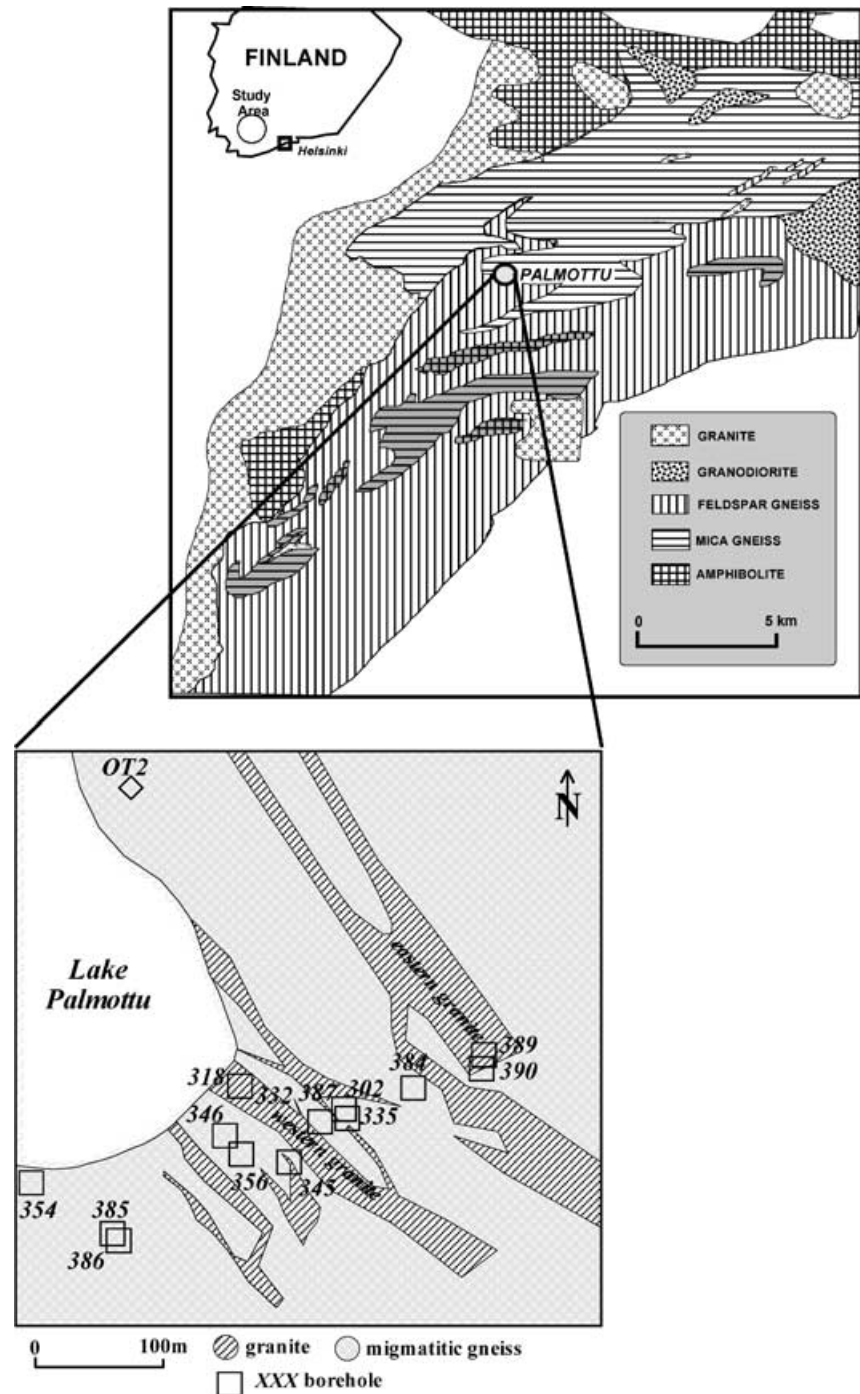 FINLAND
Study
Area
Helsinki
PALMOTTU
GRANITE
GRANODIORITE
FELDSPAR GNEISS
MICA GNEISS
AMPHIBOLITE
0 5 km
OT2
N
Lake
Palmottu
eastern granite
389
390
384
318
332
387
302
335
346
western granite
356
345
354
385
386
0 100m
granite
migmatitic gneiss
XXX borehole